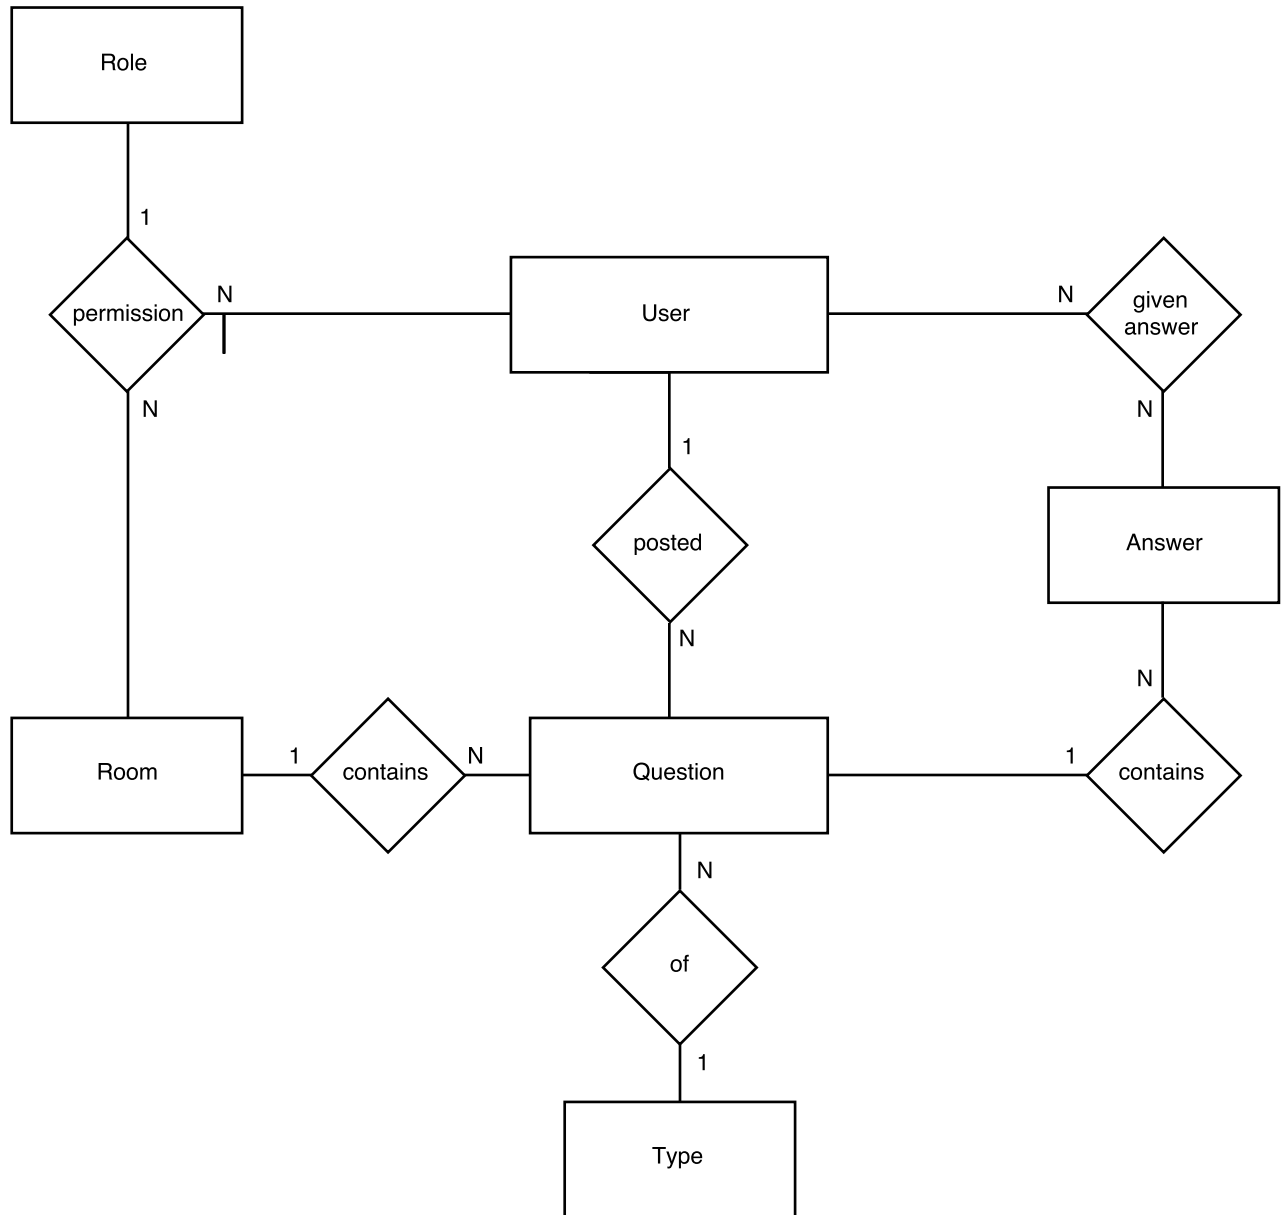 Role
1
permission
N
User
N
given
answer
N
N
1
posted
Answer
N
N
Room
1
contains
N
Question
1
contains
N
of
1
Type